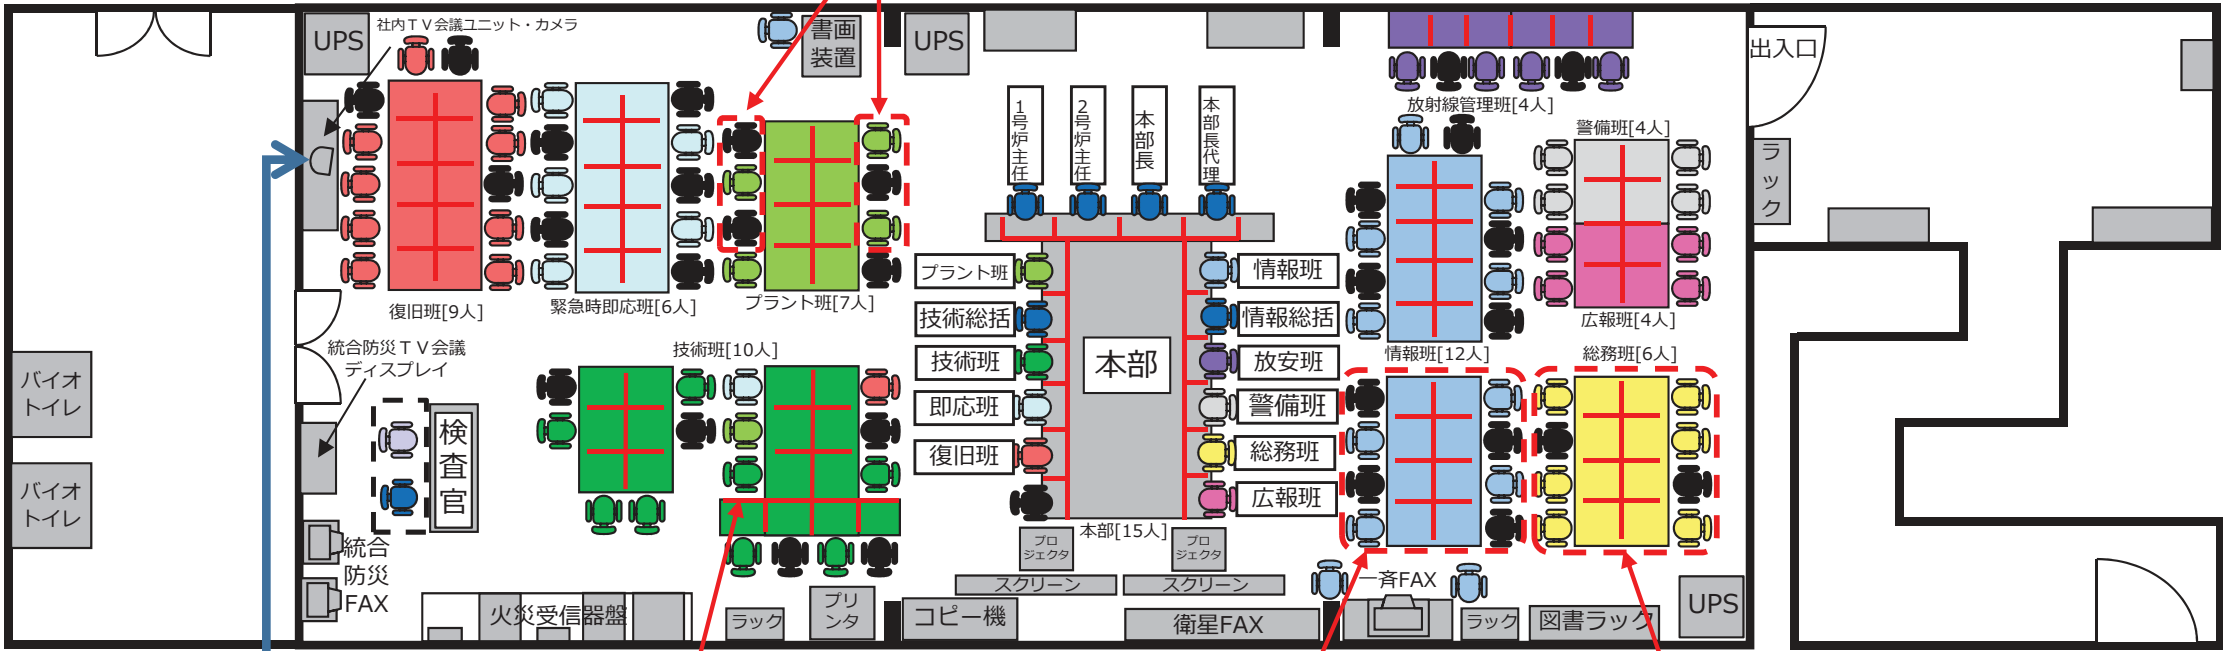 社内ＴＶ会議ユニット・カメラ
UPS
書画
装置
UPS
出入口
放射線管理班[4人]
警備班[4人]
1号炉主任
2号炉主任
本部長
本部長代理
ラック
プラント班
情報班
復旧班[9人]
緊急時即応班[6人]
プラント班[7人]
技術総括
情報総括
広報班[4人]
統合防災ＴＶ会議
ディスプレイ
技術班[10人]
技術班
本部
放安班
情報班[12人]
総務班[6人]
バイオ
トイレ
即応班
警備班
検査官
復旧班
総務班
バイオ
トイレ
広報班
本部[15人]
統合
防災
FAX
プロ
ジェクタ
プロ
ジェクタ
スクリーン
スクリーン
一斉FAX
火災受信器盤
ラック
プリ
ンタ
コピー機
衛星FAX
ラック
図書ラック
UPS